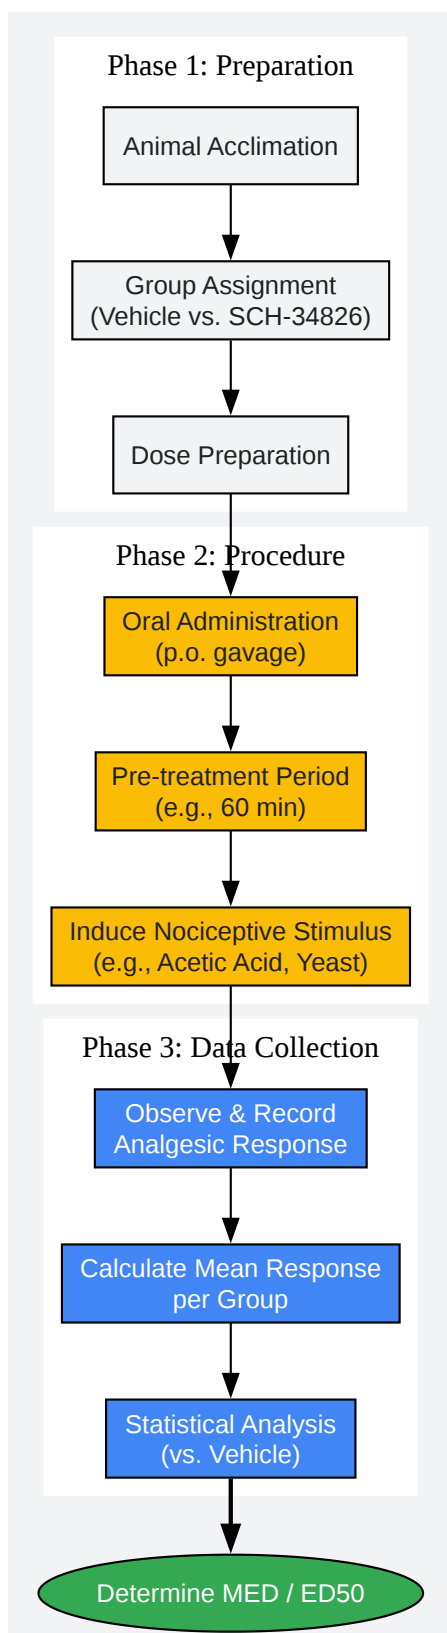 Phase 1: Preparation
Animal Acclimation
Group Assignment
(Vehicle vs. SCH-34826)
Dose Preparation
Phase 2: Procedure
Oral Administration
(p.o. gavage)
Pre-treatment Period
(e.g., 60 min)
Induce Nociceptive Stimulus
(e.g., Acetic Acid, Yeast)
Phase 3: Data Collection
Observe & Record
Analgesic Response
Calculate Mean Response
per Group
Statistical Analysis
(vs. Vehicle)
Determine MED / ED50